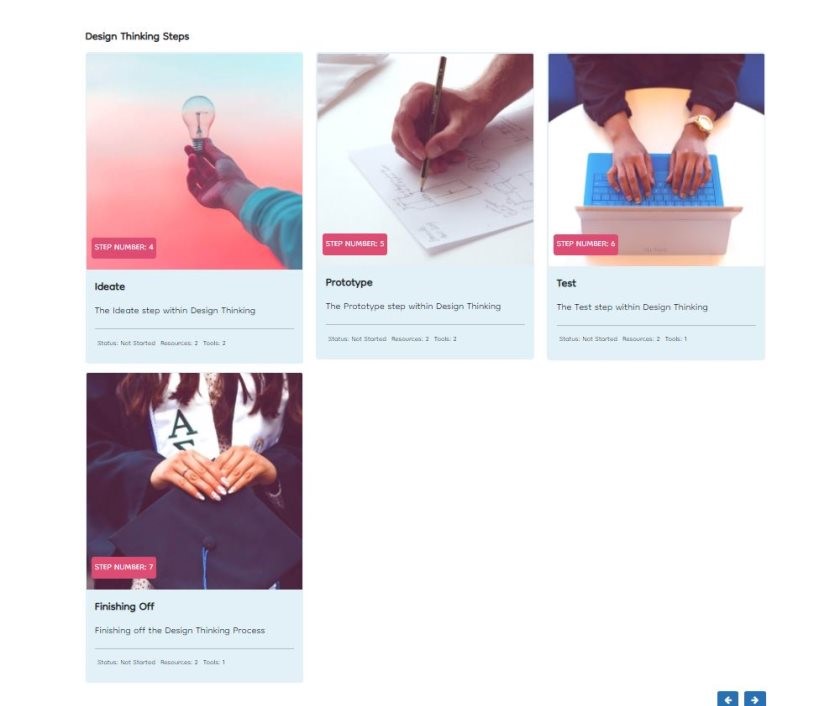 Design Thinking Steps
STEP NUMBER: 4
Ideate
The Ideate step within Design Thinking
Status: Not Started Resources: 2 Tools: 2
STEP NUMBER: 5
Prototype
The Prototype step within Design Thinking
Status: Not Started Resources: 2 Tools: 2
STEP NUMBER: 6
Test
The Test step within Design Thinking
Status: Not Started Resources: 2 Tools: 1
Α
Σ
STEP NUMBER: 7
Finishing Off
Finishing off the Design Thinking Process
Status: Not Started Resources: 2 Tools: 1